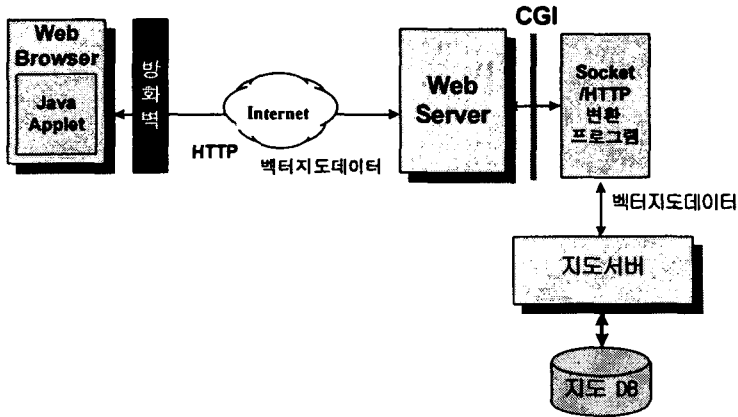 Web
Browser
Java
Applet
방
화
벽
HTTP
Internet
벡터지도데이터
Web
Server
CGI
Socket
/HTTP
변환
프로그램
벡터지도데이터
지도서버
지도 DB